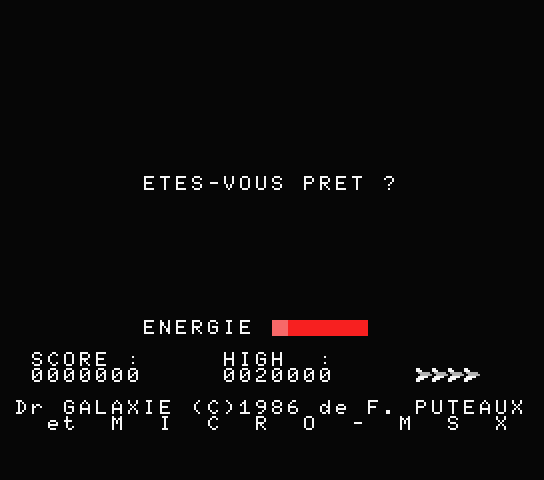 ETES-VOUS PRET ?
ENERGIE
SCORE : HIGH :
0000000 0020000
Dr GALAXIE (C)1986 de F. PUTEAUX
et M I C R O - M S X